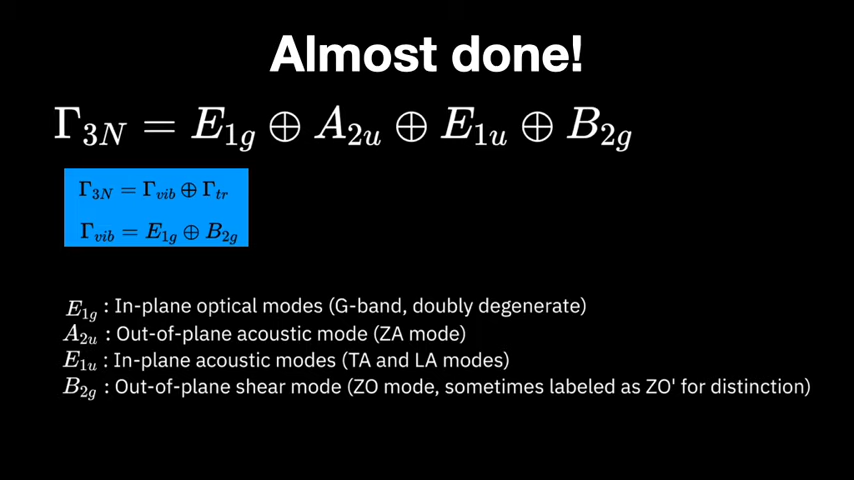 Almost done!
Γ₃N = E₁g ⊕ A₂u ⊕ E₁u ⊕ B₂g
Γ₃N = Γvib ⊕ Γtr
Γvib = E₁g ⊕ B₂g
E₁g : In-plane optical modes (G-band, doubly degenerate)
A₂u : Out-of-plane acoustic mode (ZA mode)
E₁u : In-plane acoustic modes (TA and LA modes)
B₂g : Out-of-plane shear mode (ZO mode, sometimes labeled as ZO' for distinction)